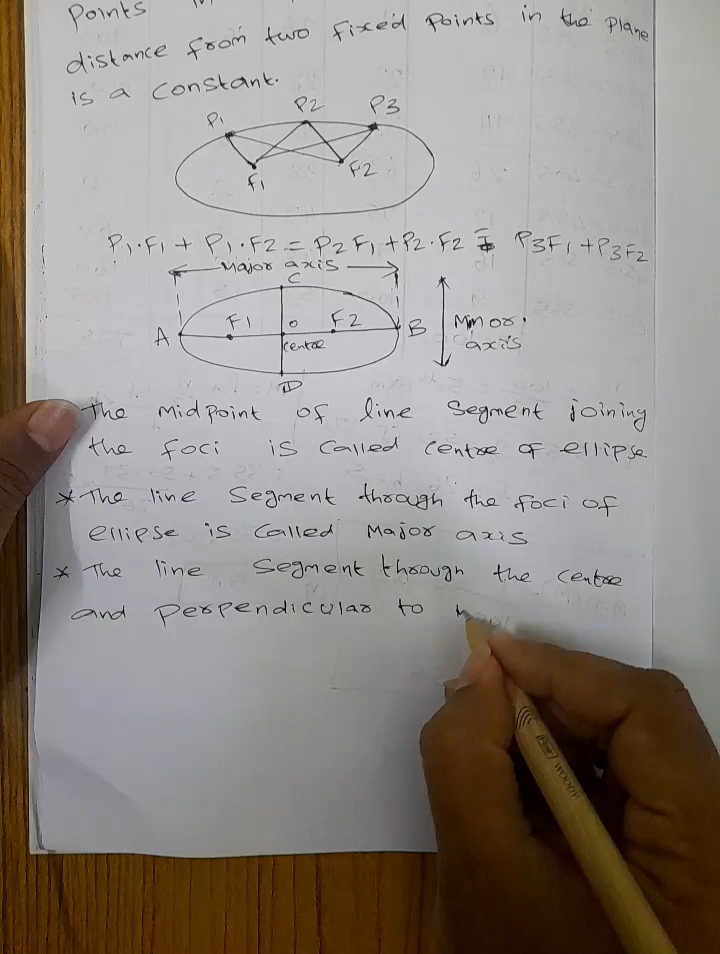 Points
distance from two fixed points in the plane
is a constant.
P1 P2 P3
F1 F2
P1·F1 + P1·F2 = P2F1 + P2·F2 = P3F1 + P3F2
Major axis
C
A F1 o F2 B Minor
centre axis
D
The midpoint of line segment joining
the foci is called centre of ellipse
* The line segment through the foci of
ellipse is called Major axis
* The line segment through the centre
and perpendicular to
WOODY